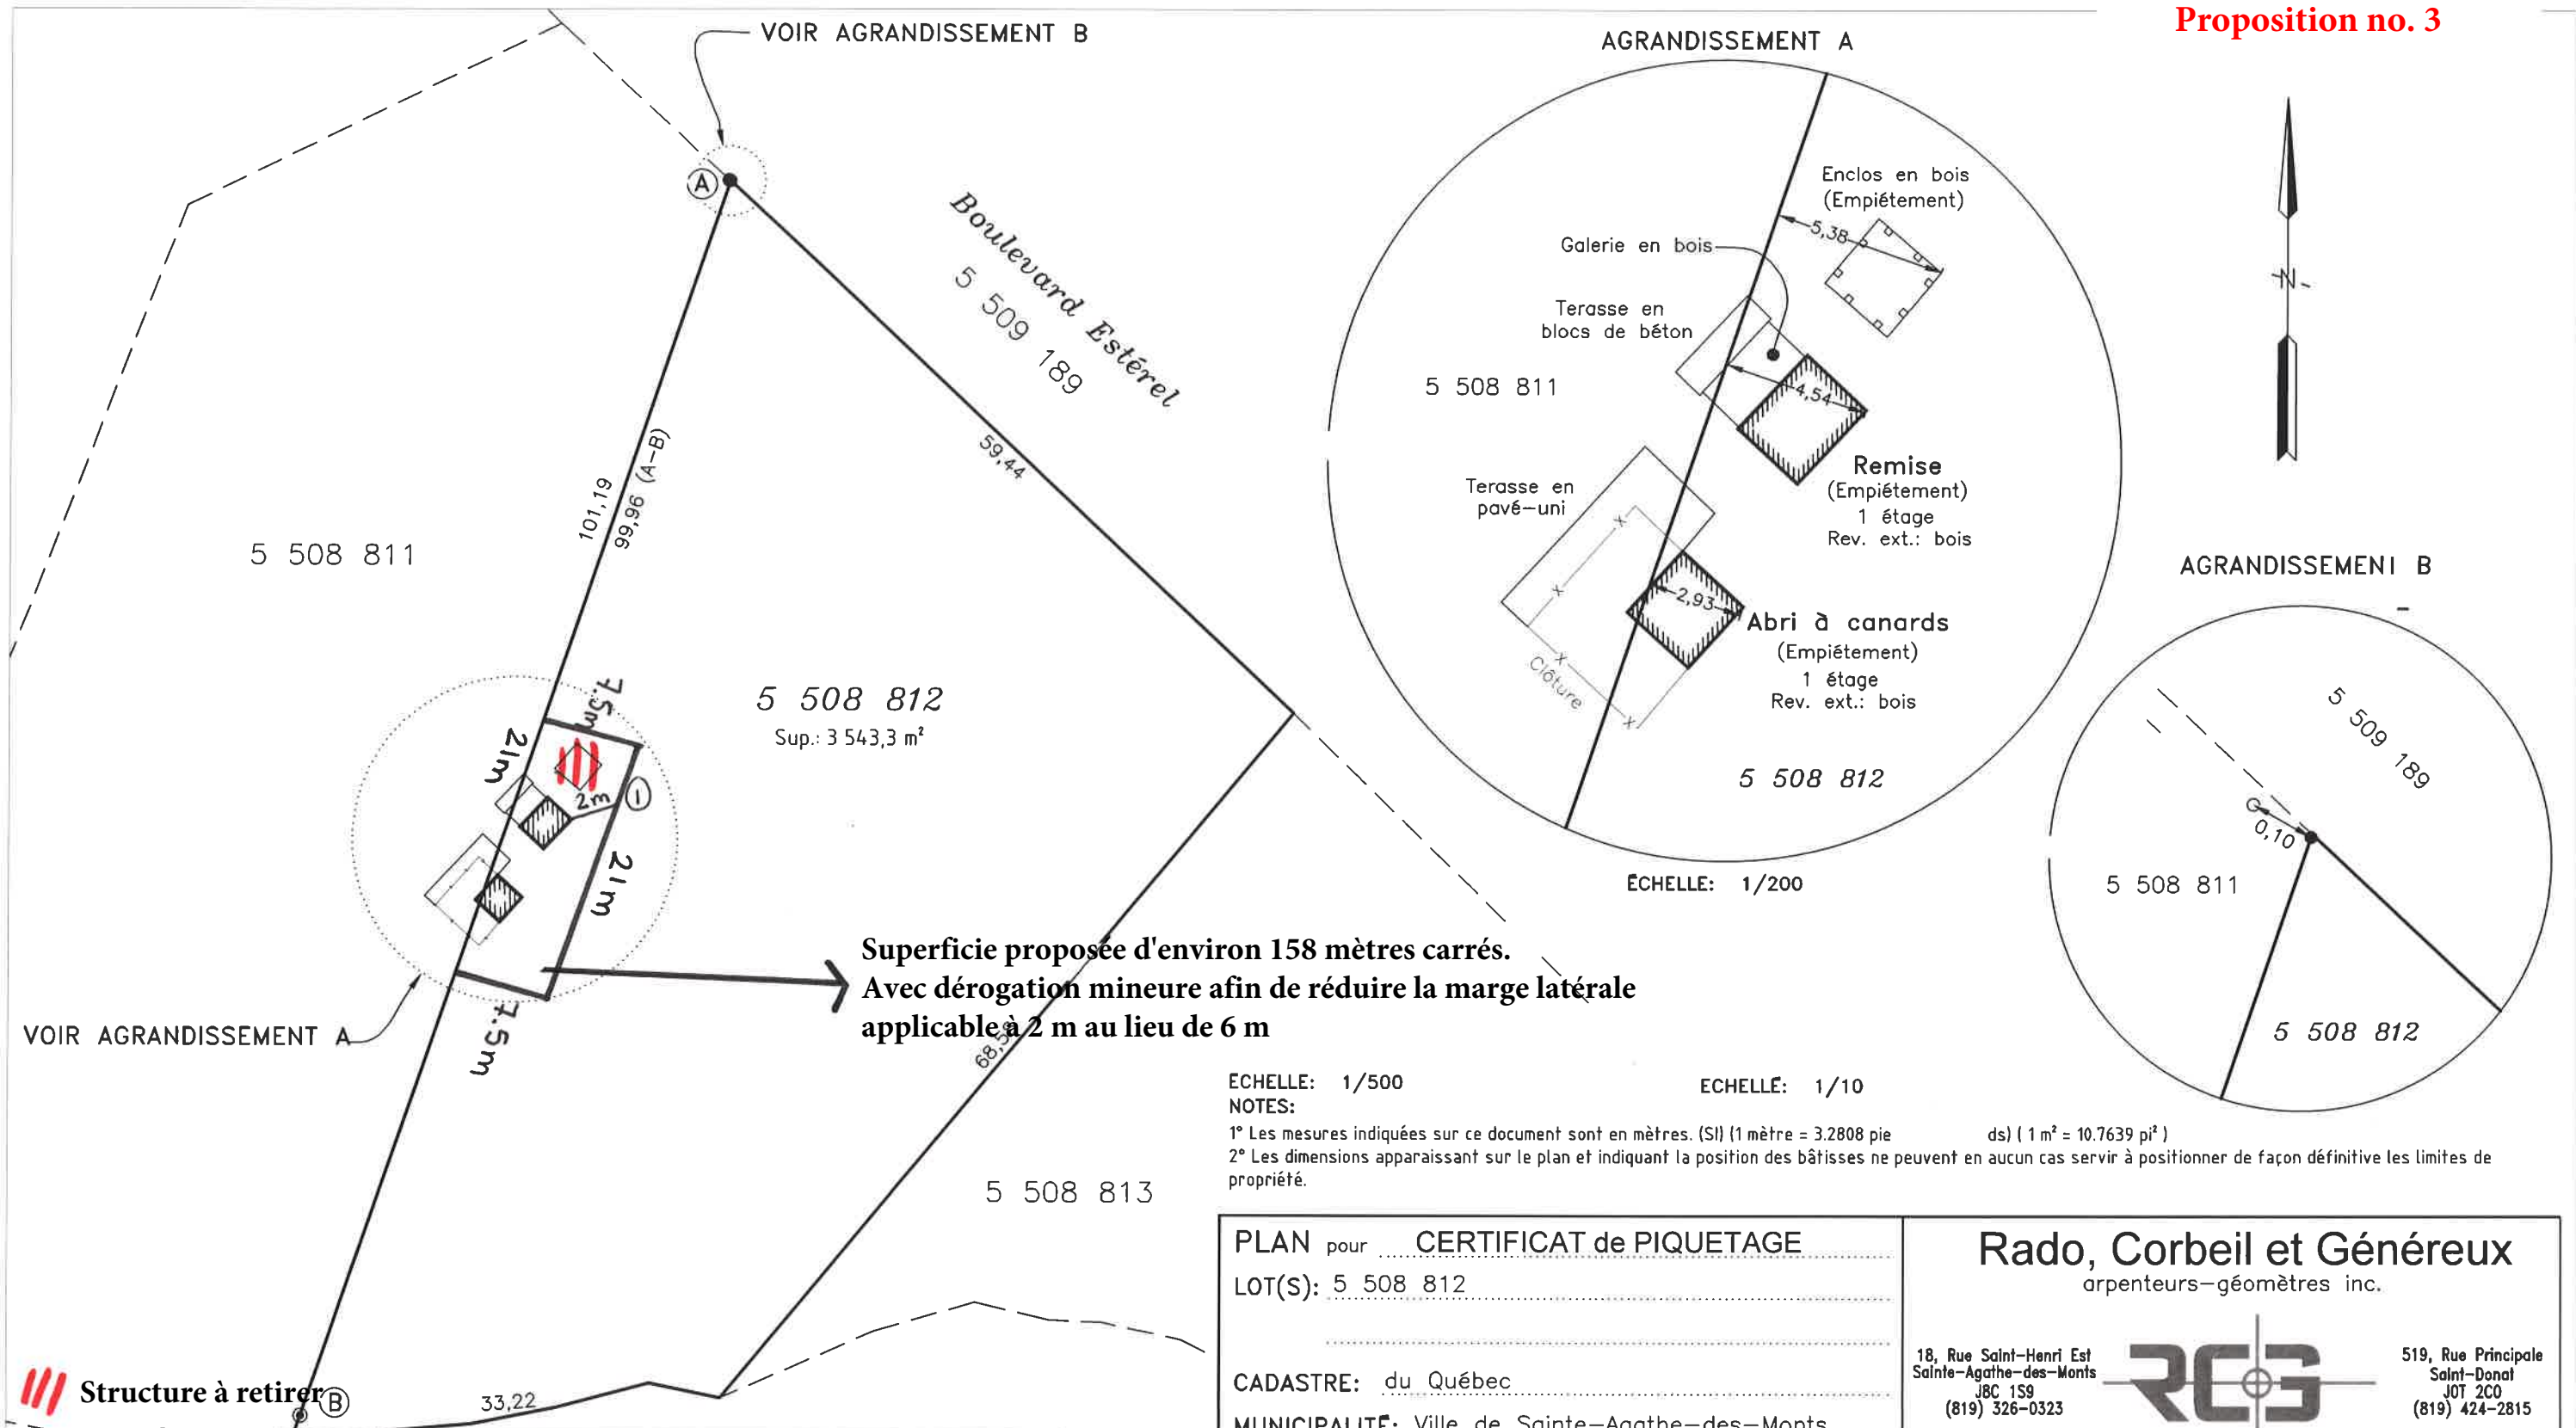 Proposition no. 3
VOIR AGRANDISSEMENT B
A
Boulevard Estérel
5 509 189
59,44
101,19
99,96 (A-B)
5 508 811
5 508 812
Sup.: 3 543,3 m²
7.5m
21m
2m
1
21m
7.5m
VOIR AGRANDISSEMENT A
Superficie proposée d'environ 158 mètres carrés.
Avec dérogation mineure afin de réduire la marge latérale
applicable à 2 m au lieu de 6 m
5 508 813
33,22
Structure à retirer
B
AGRANDISSEMENT A
Enclos en bois
(Empiétement)
5,38
Galerie en bois
Terasse en
blocs de béton
5 508 811
4,54
Remise
(Empiétement)
1 étage
Rev. ext.: bois
Terasse en
pavé-uni
2,93
Abri à canards
(Empiétement)
1 étage
Rev. ext.: bois
Clôture
5 508 812
ÉCHELLE: 1/200
-N-
AGRANDISSEMENT B
5 509 189
0,10
5 508 811
5 508 812
ECHELLE: 1/500
ECHELLE: 1/10
NOTES:
1° Les mesures indiquées sur ce document sont en mètres. (SI) (1 mètre = 3.2808 pie ds) ( 1 m² = 10.7639 pi² )
2° Les dimensions apparaissant sur le plan et indiquant la position des bâtisses ne peuvent en aucun cas servir à positionner de façon définitive les limites de
propriété.
PLAN pour CERTIFICAT de PIQUETAGE
LOT(S): 5 508 812
CADASTRE: du Québec
MUNICIPALITÉ: Ville de Sainte-Agathe-des-Monts
Rado, Corbeil et Généreux
arpenteurs-géomètres inc.
18, Rue Saint-Henri Est
Sainte-Agathe-des-Monts
J8C 1S9
(819) 326-0323
RCG
519, Rue Principale
Saint-Donat
J0T 2C0
(819) 424-2815